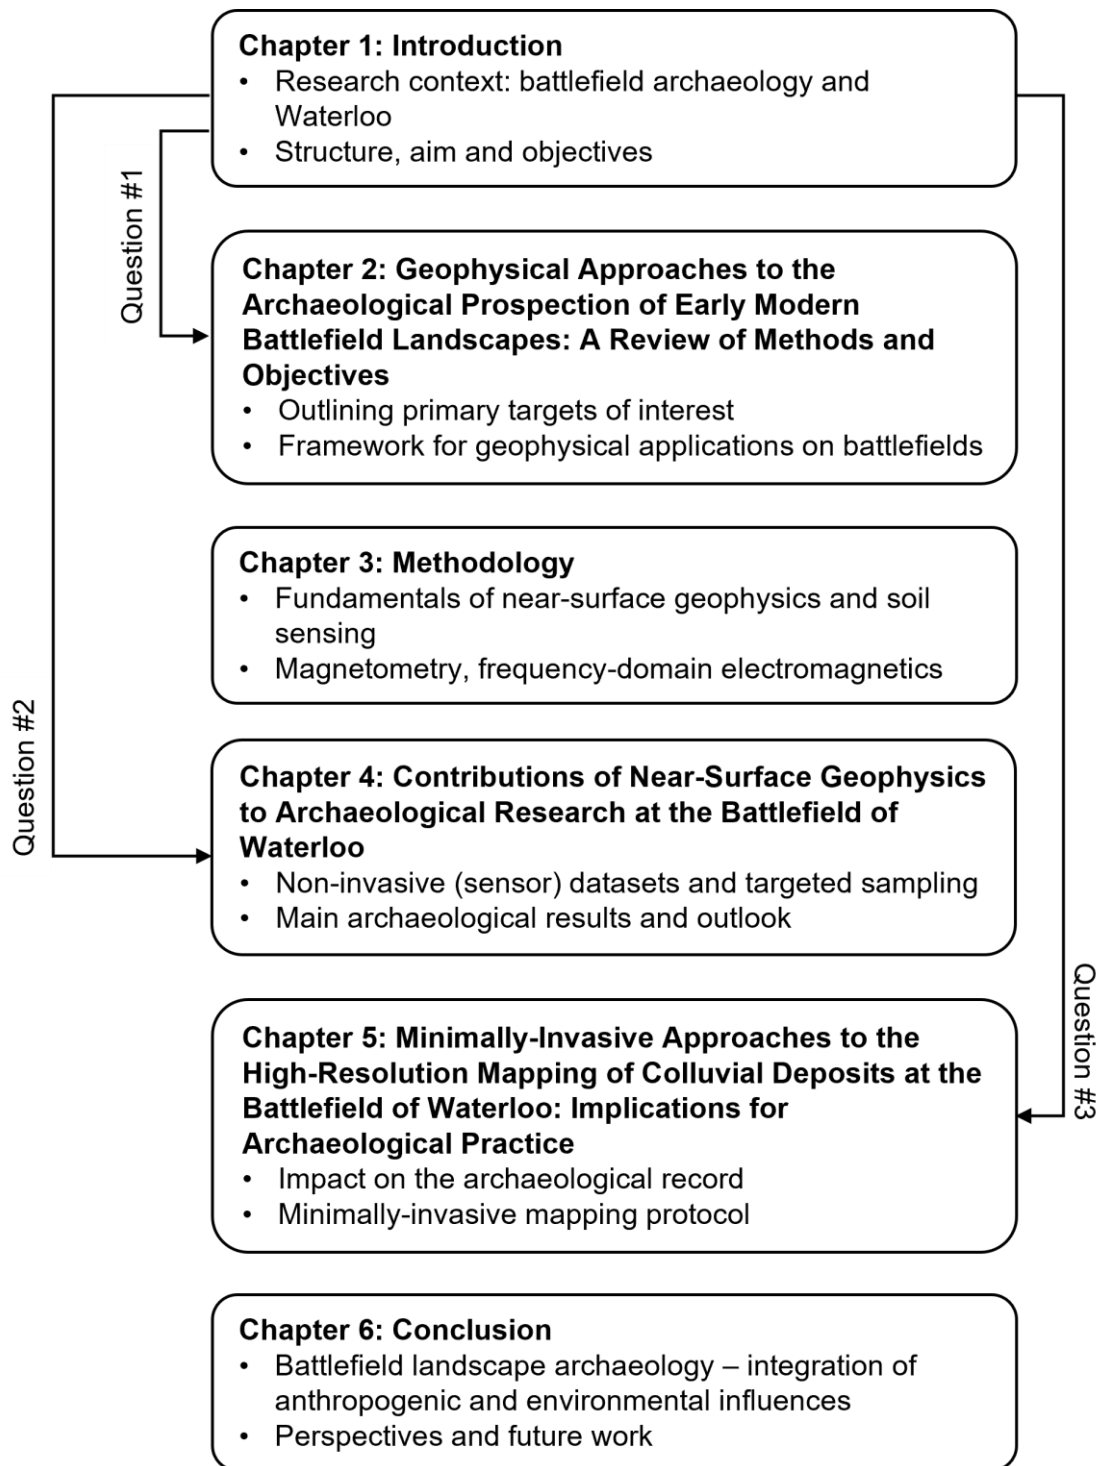 Chapter 1: Introduction
• Research context: battlefield archaeology and
Waterloo
• Structure, aim and objectives
Question #1
Chapter 2: Geophysical Approaches to the
Archaeological Prospection of Early Modern
Battlefield Landscapes: A Review of Methods and
Objectives
• Outlining primary targets of interest
• Framework for geophysical applications on battlefields
Chapter 3: Methodology
• Fundamentals of near-surface geophysics and soil
sensing
• Magnetometry, frequency-domain electromagnetics
Question #2
Chapter 4: Contributions of Near-Surface Geophysics
to Archaeological Research at the Battlefield of
Waterloo
• Non-invasive (sensor) datasets and targeted sampling
• Main archaeological results and outlook
Question #3
Chapter 5: Minimally-Invasive Approaches to the
High-Resolution Mapping of Colluvial Deposits at the
Battlefield of Waterloo: Implications for
Archaeological Practice
• Impact on the archaeological record
• Minimally-invasive mapping protocol
Chapter 6: Conclusion
• Battlefield landscape archaeology – integration of
anthropogenic and environmental influences
• Perspectives and future work